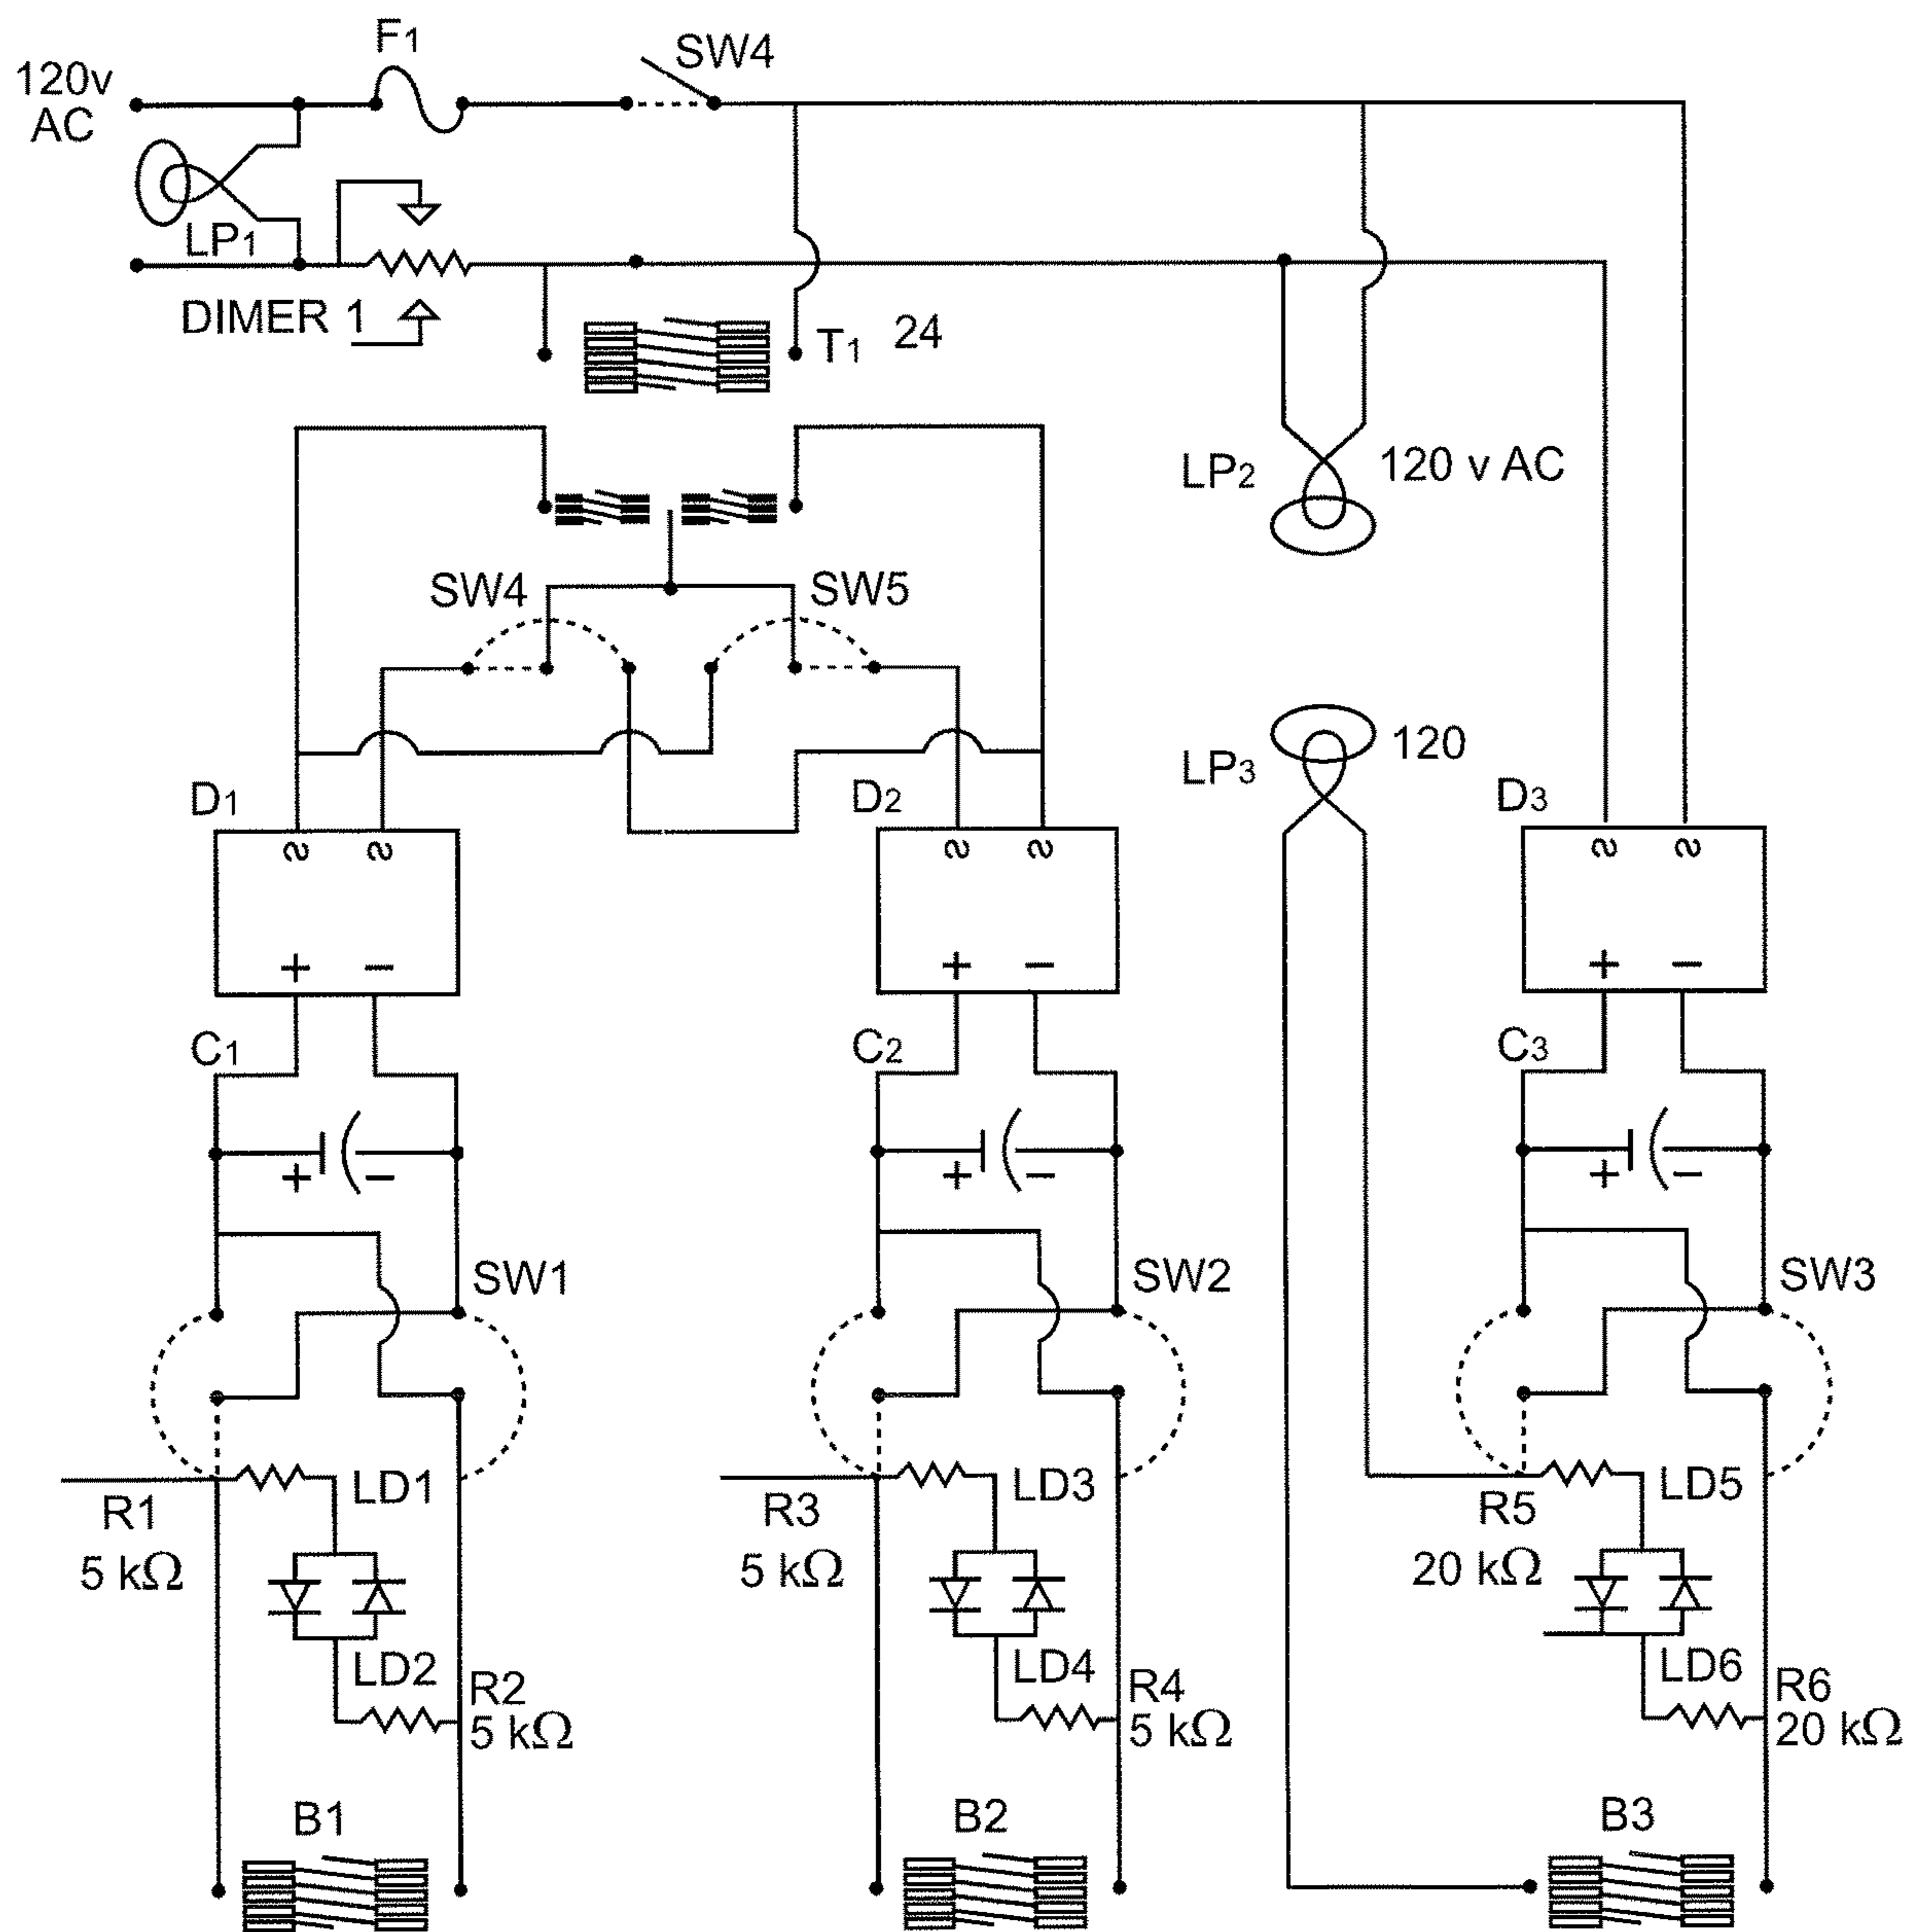 F1
SW4
120v
AC
LP1
DIMER 1
T1 24
LP2 120 v AC
SW4 SW5
LP3 120
D1 D2 D3
+ − + − + −
C1 C2 C3
+ − + − + −
SW1 SW2 SW3
LD1 LD3 LD5
R1 R3 R5
5 kΩ 5 kΩ 20 kΩ
LD2 LD4 LD6
R2 R4 R6
5 kΩ 5 kΩ 20 kΩ
B1 B2 B3